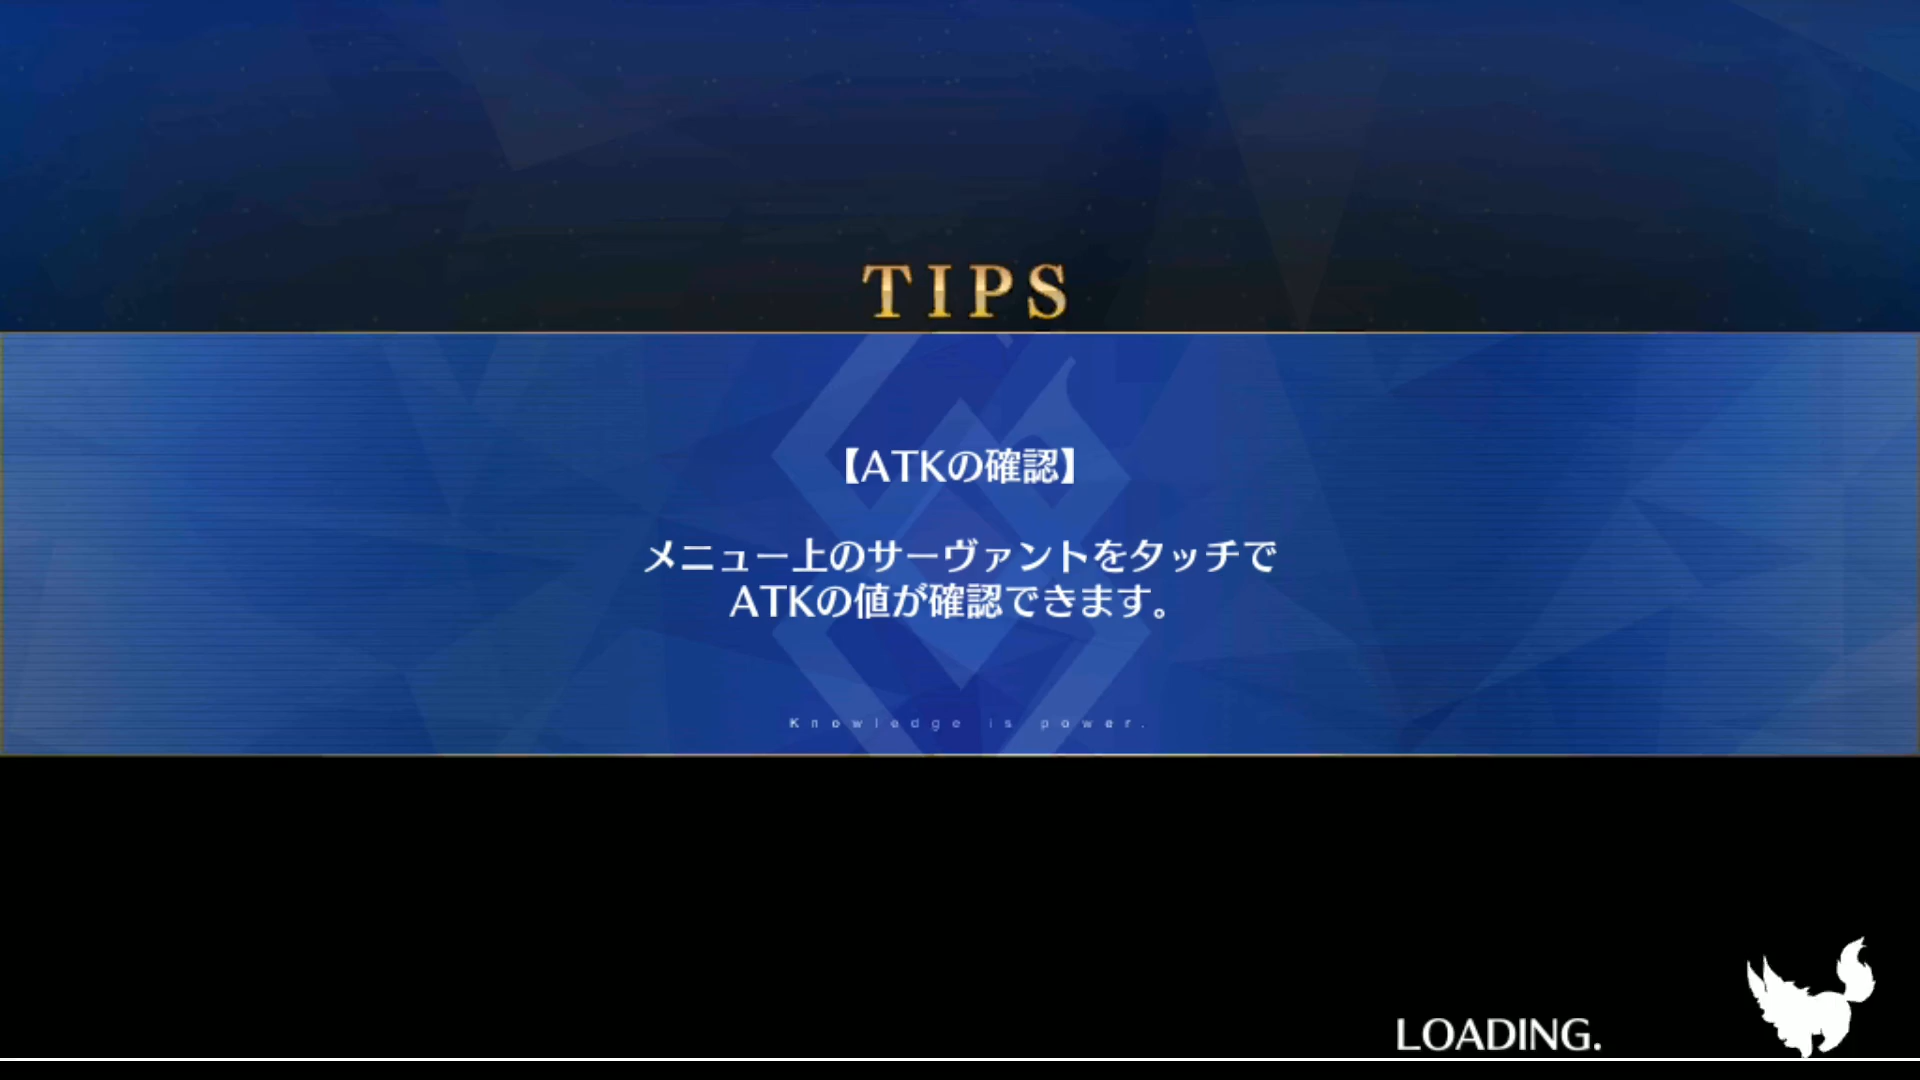 TIPS
【ATKの確認】
メニュー上のサーヴァントをタッチで
ATKの値が確認できます。
Knowledge is power.
LOADING.